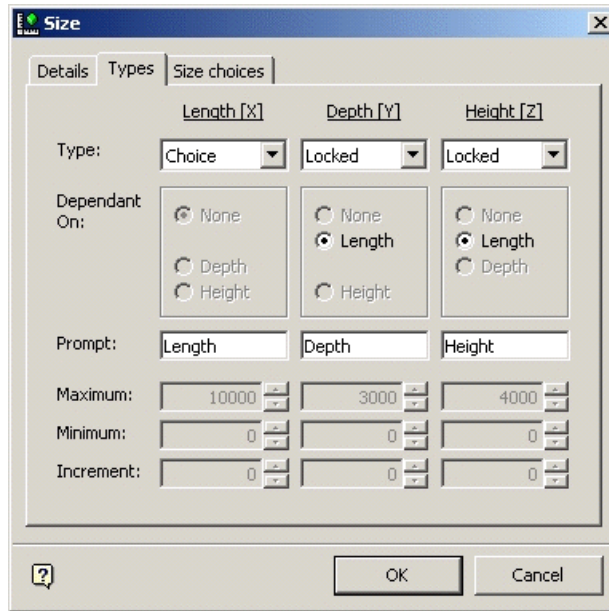 Size
Details Types Size choices
Length [X] Depth [Y] Height [Z]
Type: Choice Locked Locked
Dependant
On:
None None None
Length Length
Depth Depth
Height Height
Prompt: Length Depth Height
Maximum: 10000 3000 4000
Minimum: 0 0 0
Increment: 0 0 0
OK Cancel